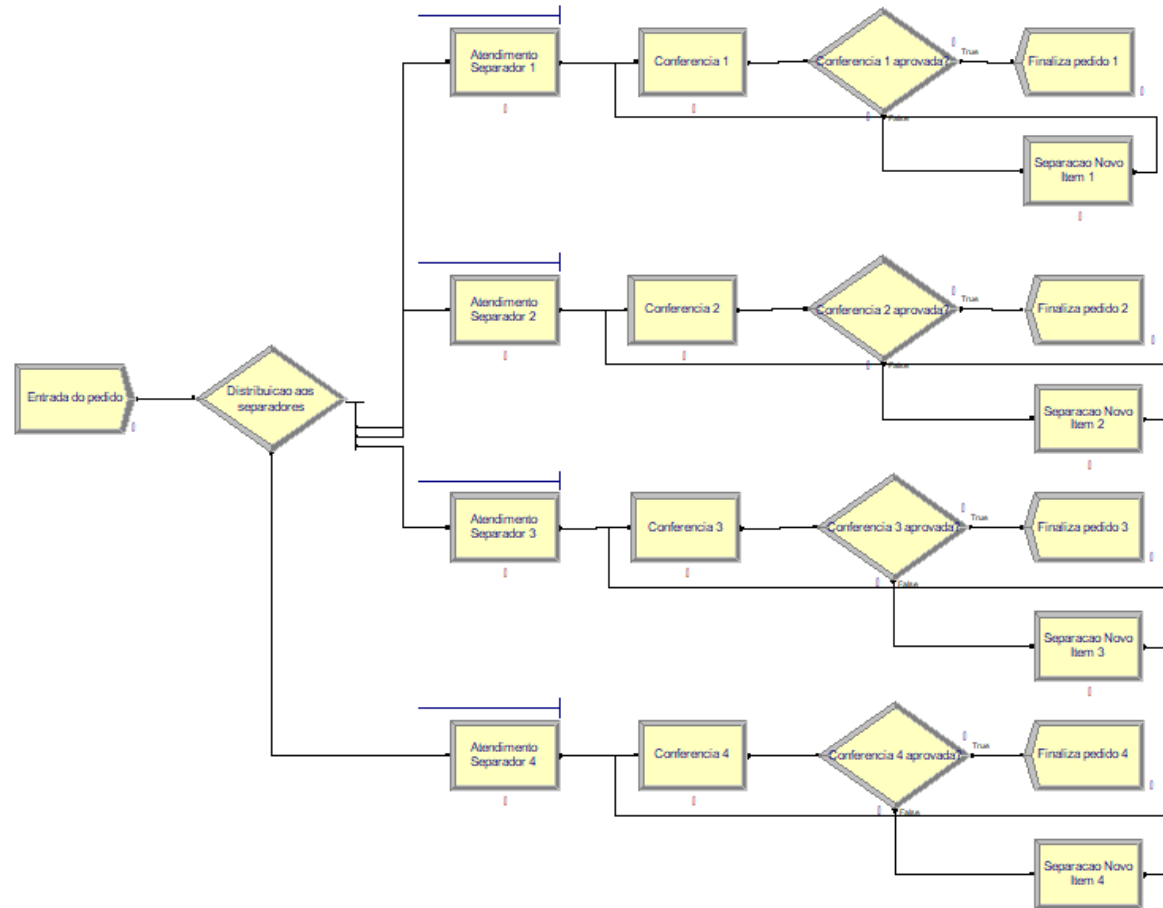 Atendimento
Separador 1
Conferencia 1
Conferencia 1 aprovada?
True
Finaliza pedido 1
False
Separacao Novo
Item 1
Atendimento
Separador 2
Conferencia 2
Conferencia 2 aprovada?
True
Finaliza pedido 2
False
Separacao Novo
Item 2
Entrada do pedido
Distribuicao aos
separadores
Atendimento
Separador 3
Conferencia 3
Conferencia 3 aprovada?
True
Finaliza pedido 3
False
Separacao Novo
Item 3
Atendimento
Separador 4
Conferencia 4
Conferencia 4 aprovada?
True
Finaliza pedido 4
False
Separacao Novo
Item 4